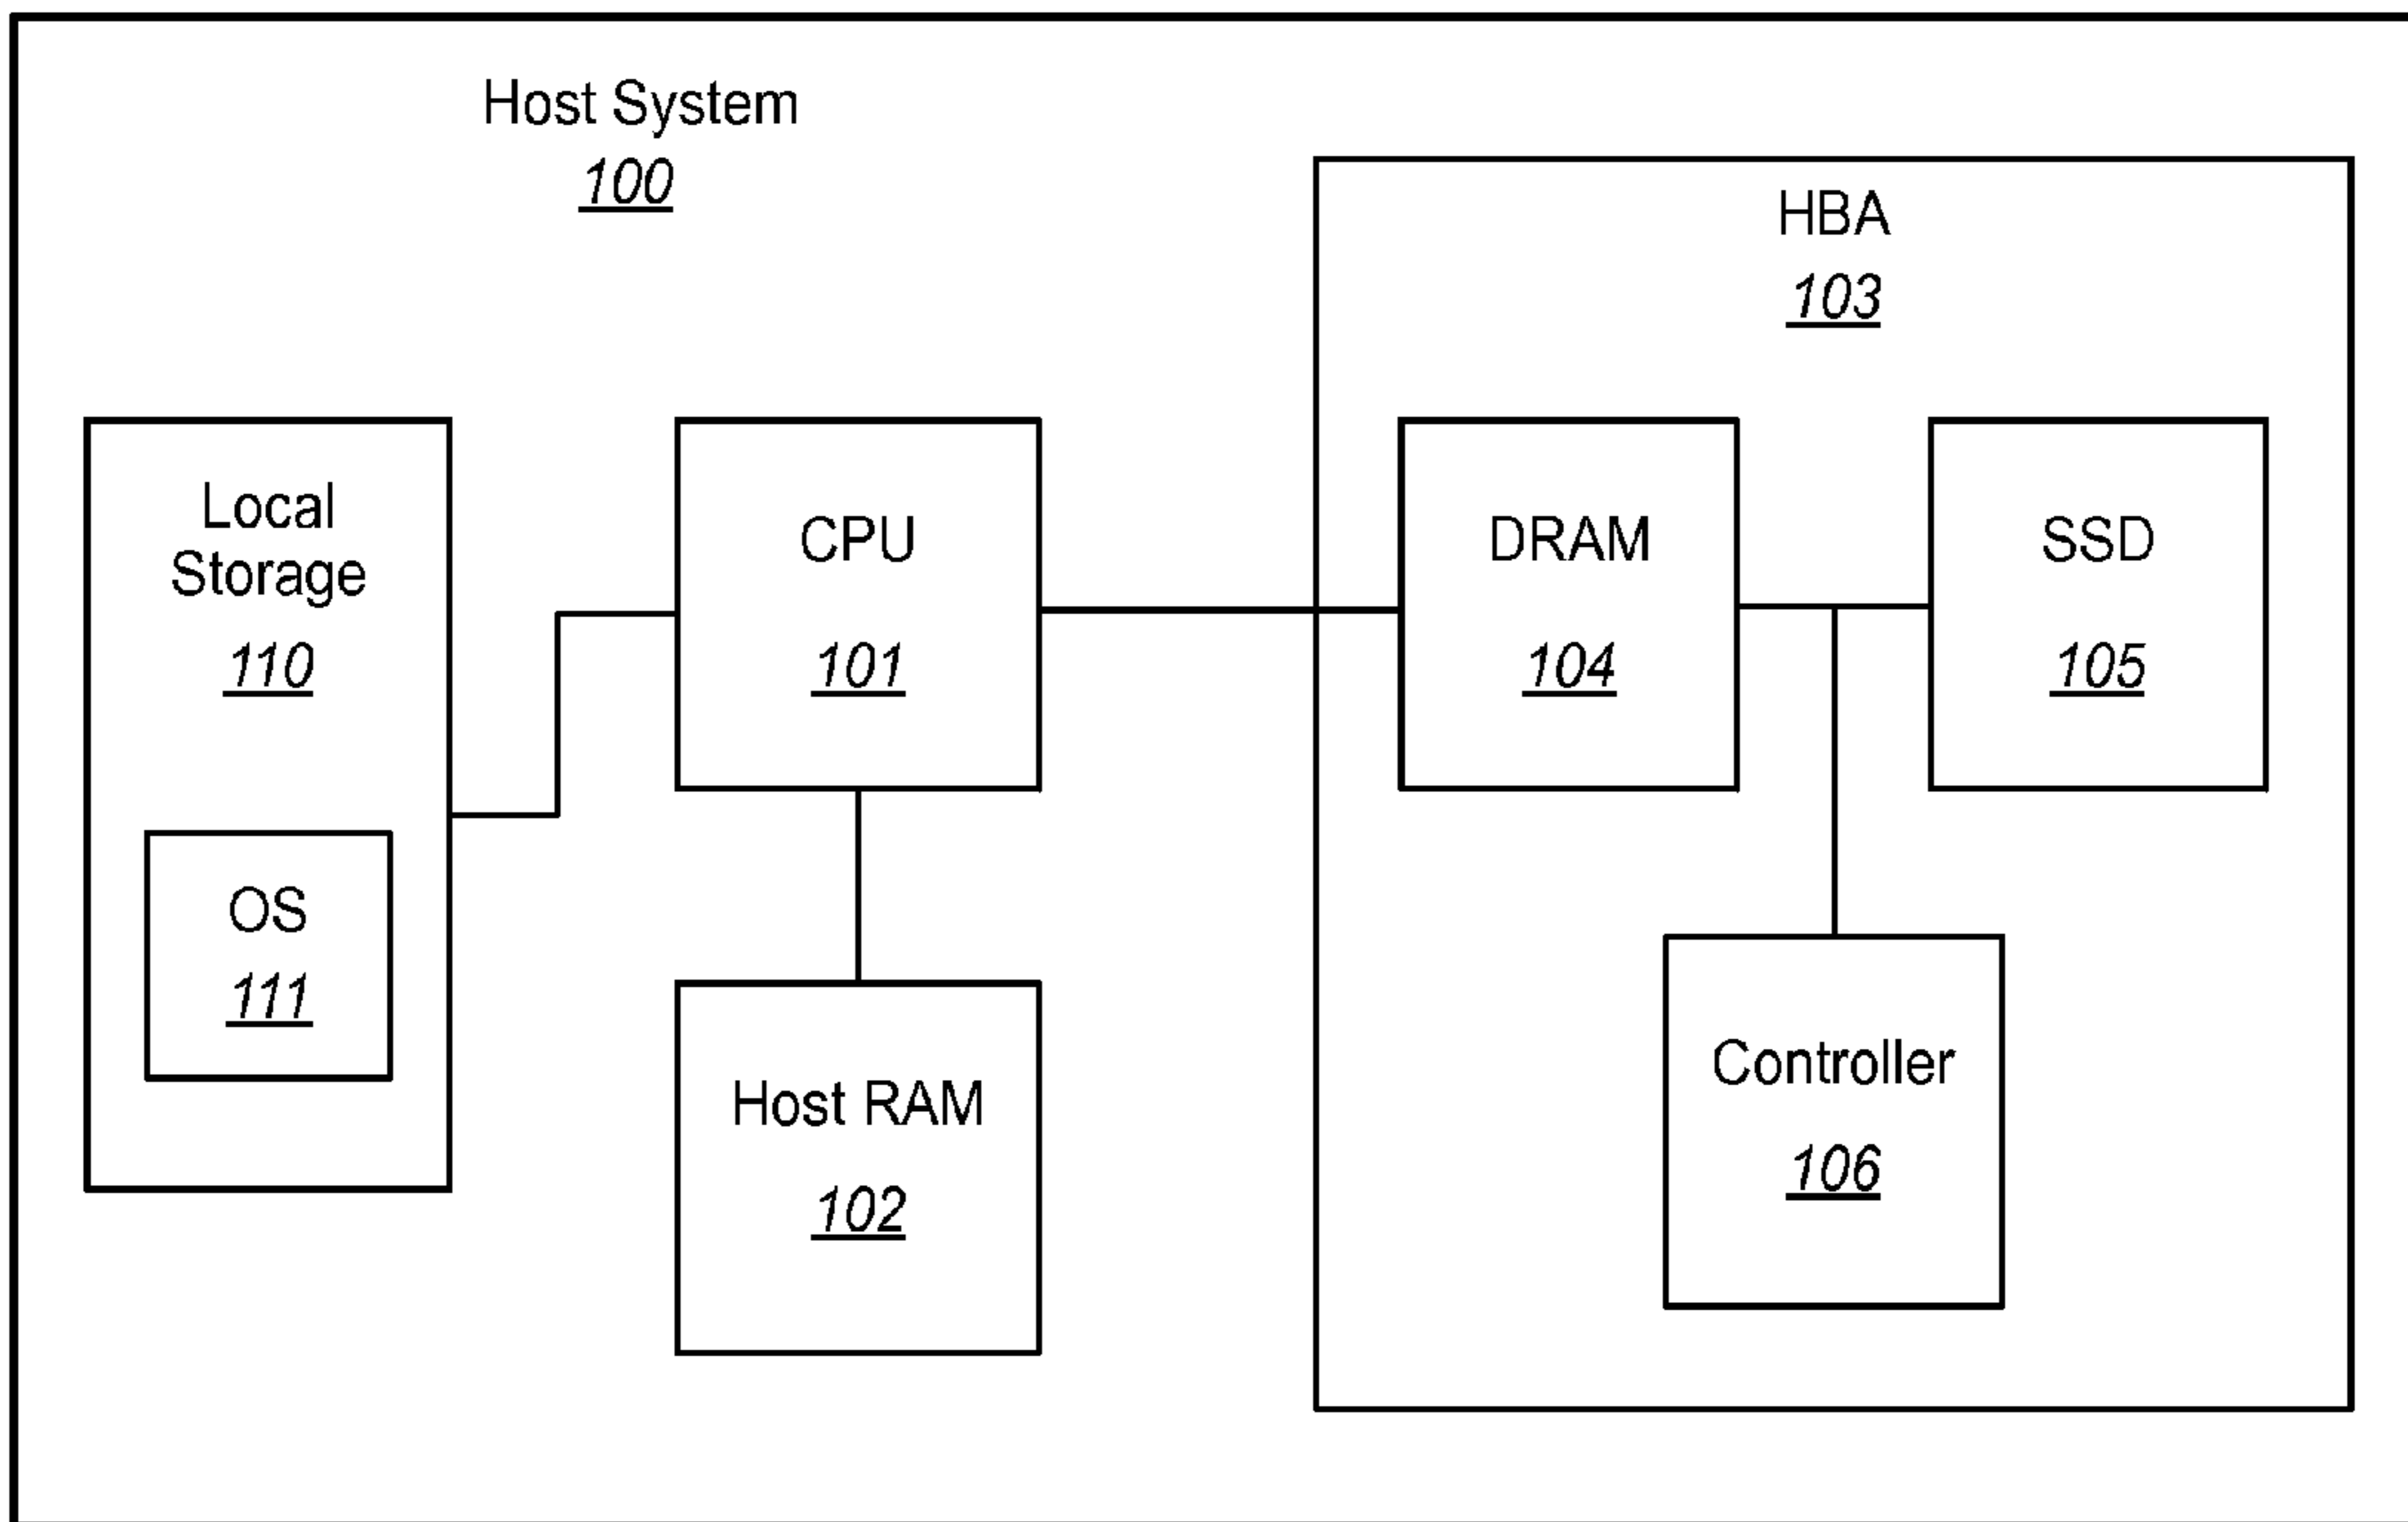 Host System
100
HBA
103
Local
Storage
110
OS
111
CPU
101
Host RAM
102
DRAM
104
SSD
105
Controller
106